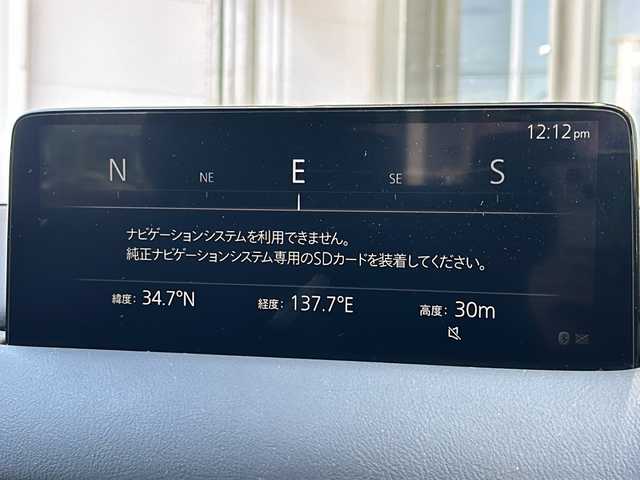 12:12pm
N NE E SE S
ナビゲーションシステムを利用できません。
純正ナビゲーションシステム専用のSDカードを装着してください。
緯度: 34.7°N 経度: 137.7°E 高度: 30m